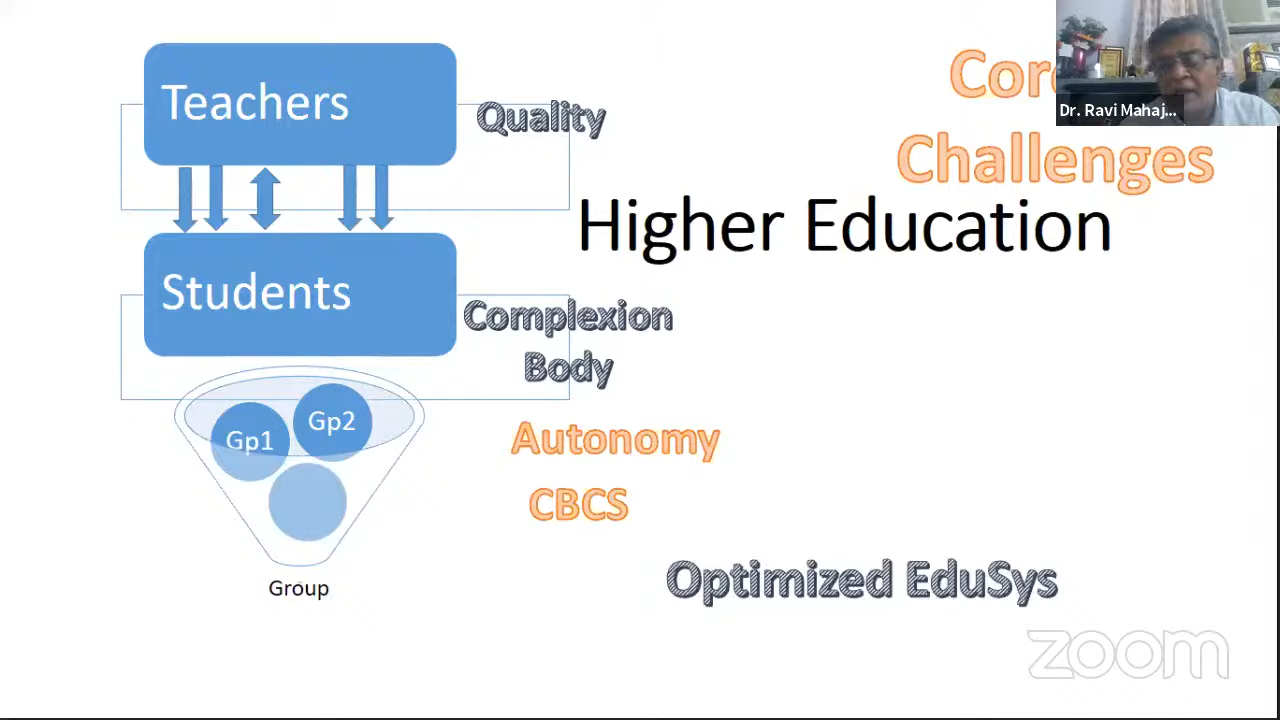 Teachers
Quality
Dr. Ravi Mahaj...
Challenges
Higher Education
Students
Complexion
Body
Gp1
Gp2
Autonomy
CBCS
Optimized EduSys
Group
zoom